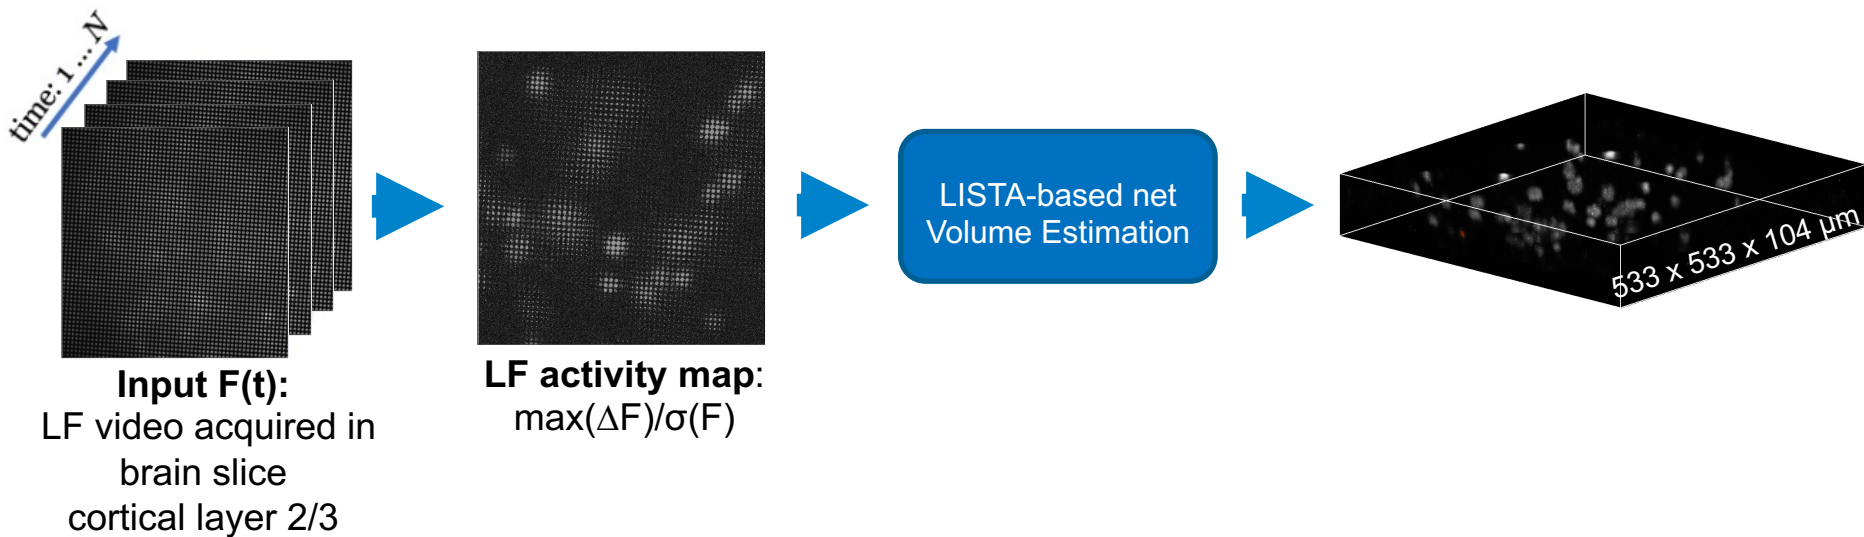 time: 1 ... N
Input F(t):
LF video acquired in
brain slice
cortical layer 2/3
LF activity map:
max(∆F)/σ(F)
LISTA-based net
Volume Estimation
533 x 533 x 104 μm